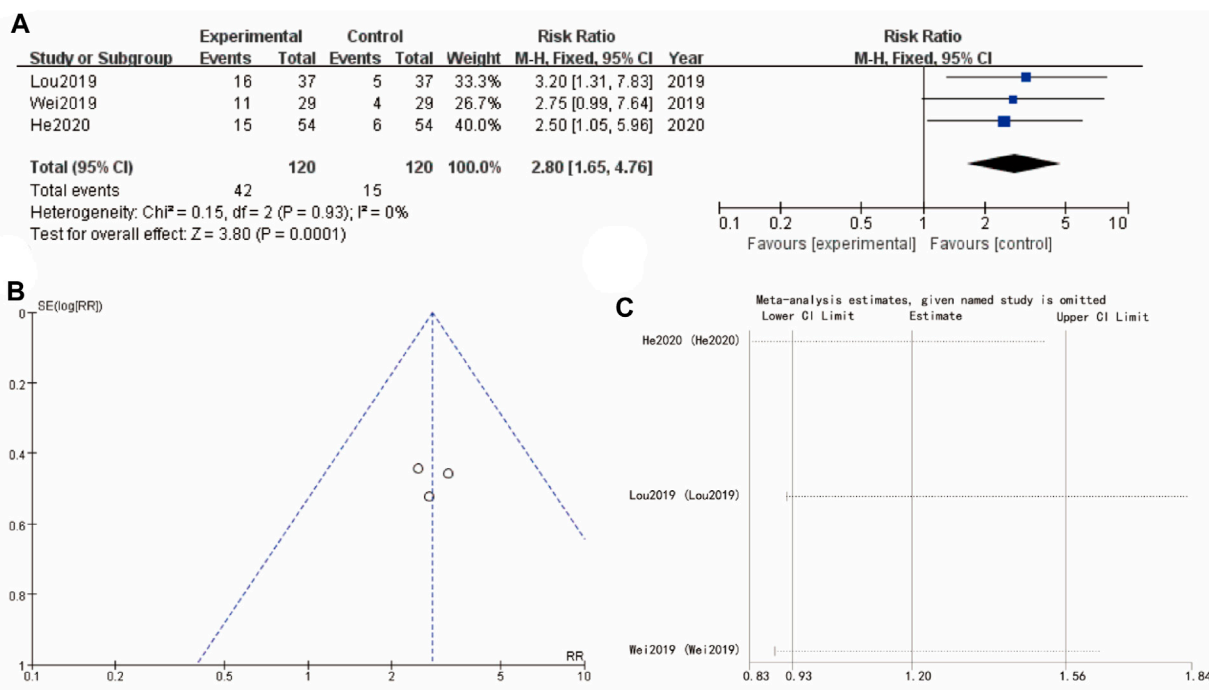 A
Experimental Control Risk Ratio Risk Ratio
Study or Subgroup Events Total Events Total Weight M-H, Fixed, 95% CI Year M-H, Fixed, 95% CI
Lou2019 16 37 5 37 33.3% 3.20 [1.31, 7.83] 2019
Wei2019 11 29 4 29 26.7% 2.75 [0.99, 7.64] 2019
He2020 15 54 6 54 40.0% 2.50 [1.05, 5.96] 2020
Total (95% CI) 120 120 100.0% 2.80 [1.65, 4.76]
Total events 42 15
Heterogeneity: Chi² = 0.15, df = 2 (P = 0.93); I² = 0%
Test for overall effect: Z = 3.80 (P = 0.0001)
0.1 0.2 0.5 1 2 5 10
Favours [experimental] Favours [control]
B
SE(log[RR])
0
0.2
0.4
0.6
0.8
1
RR
0.1 0.2 0.5 1 2 5 10
C
Meta-analysis estimates, given named study is omitted
Lower CI Limit Estimate Upper CI Limit
He2020 (He2020)
Lou2019 (Lou2019)
Wei2019 (Wei2019)
0.83 0.93 1.20 1.56 1.84